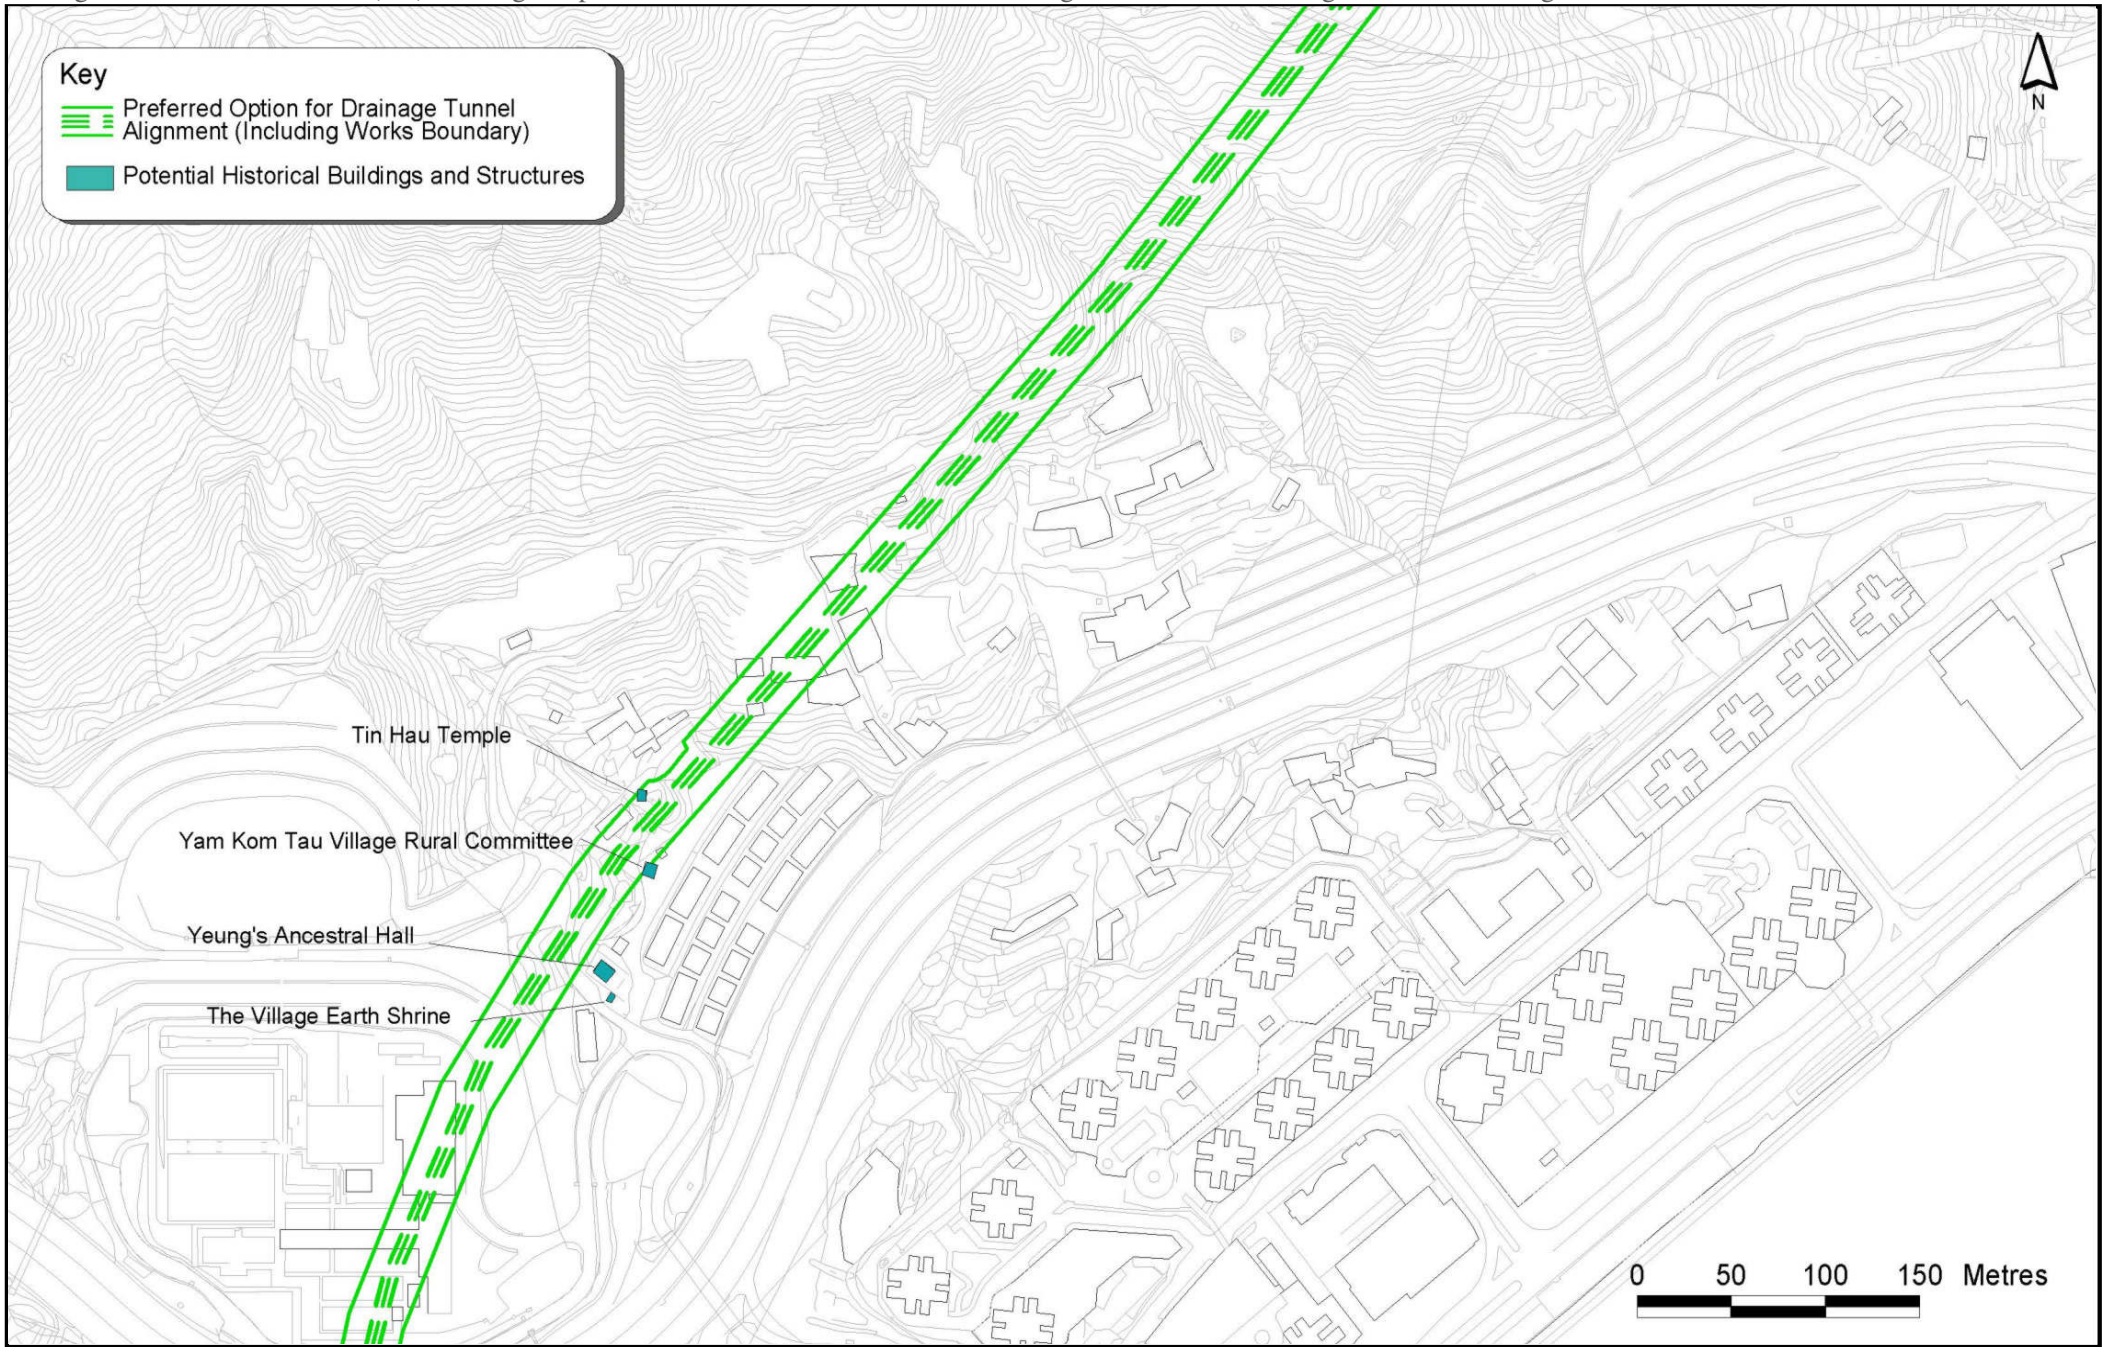 Key
Preferred Option for Drainage Tunnel
Alignment (Including Works Boundary)
Potential Historical Buildings and Structures
N
Tin Hau Temple
Yam Kom Tau Village Rural Committee
Yeung's Ancestral Hall
The Village Earth Shrine
0 50 100 150 Metres